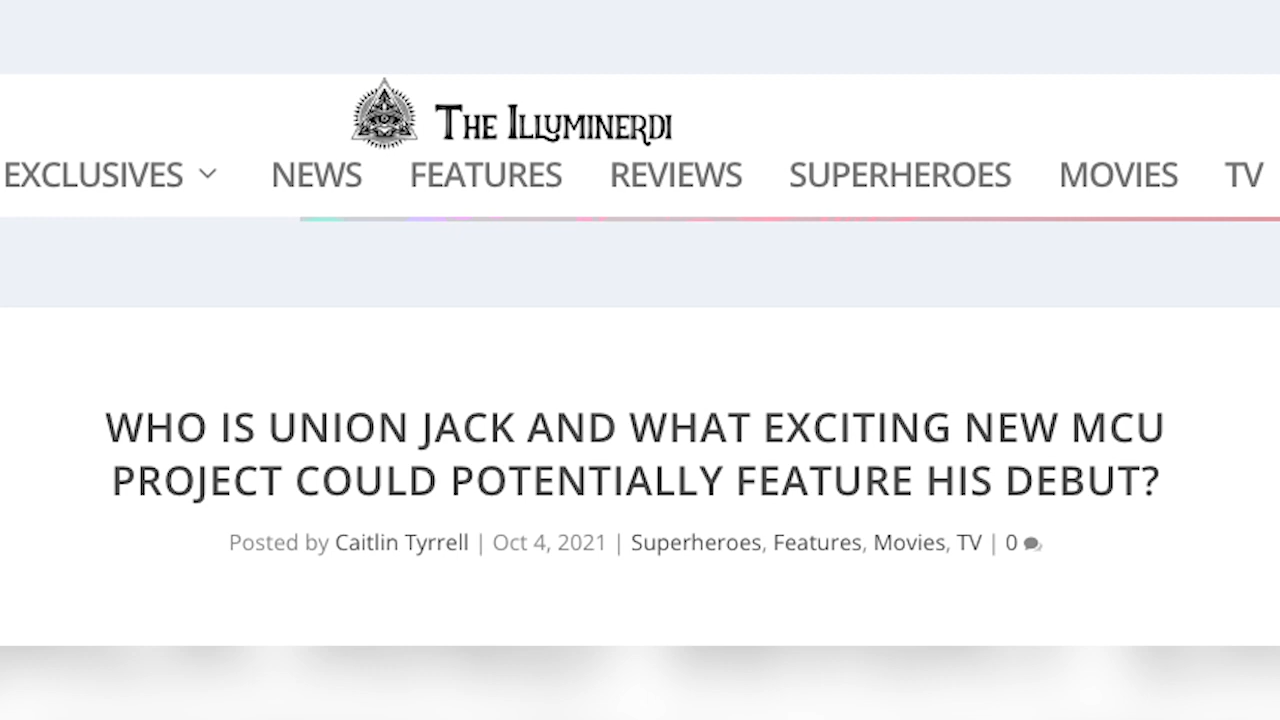 The Illuminerdi
EXCLUSIVES NEWS FEATURES REVIEWS SUPERHEROES MOVIES TV
WHO IS UNION JACK AND WHAT EXCITING NEW MCU
PROJECT COULD POTENTIALLY FEATURE HIS DEBUT?
Posted by Caitlin Tyrrell | Oct 4, 2021 | Superheroes, Features, Movies, TV | 0